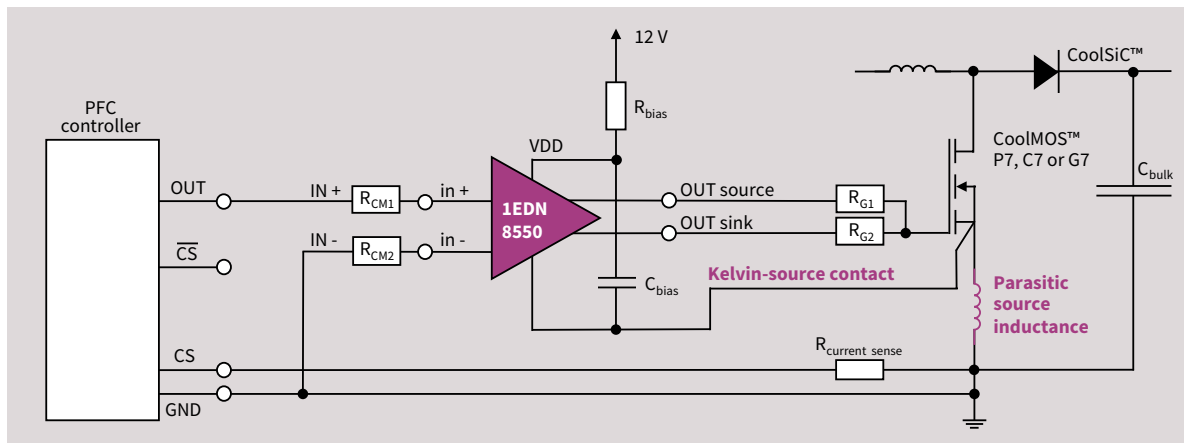 12 V
CoolSiC™
PFC
controller
R_bias
VDD
CoolMOS™
P7, C7 or G7
C_bulk
OUT
IN +
R_CM1
in +
1EDN
8550
OUT source
R_G1
C̅S̅
IN -
R_CM2
in -
OUT sink
R_G2
Kelvin-source contact
C_bias
Parasitic
source
inductance
R_current sense
CS
GND